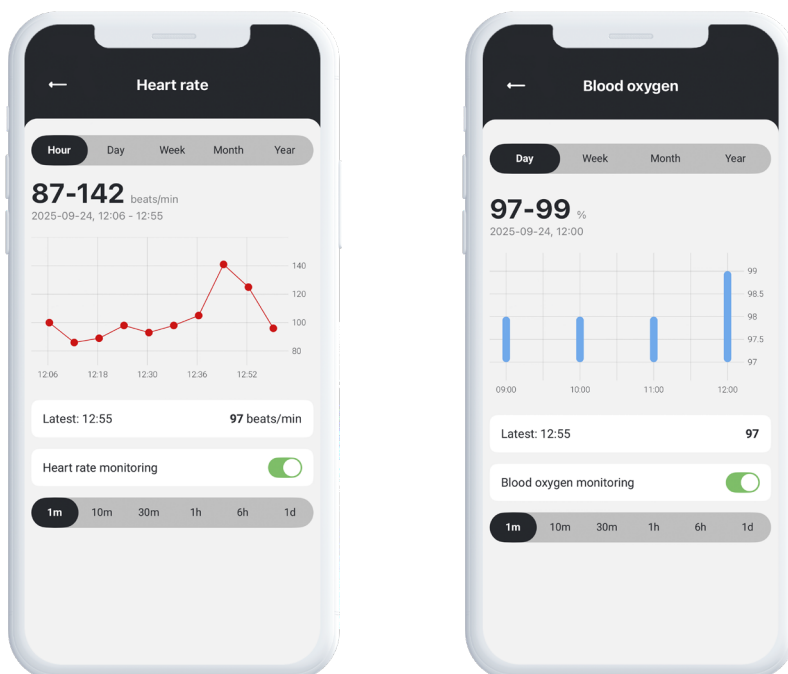 Heart rate
Hour Day Week Month Year
87-142 beats/min
2025-09-24, 12:06 - 12:55
140
120
100
80
12:06 12:18 12:30 12:36 12:52
Latest: 12:55 97 beats/min
Heart rate monitoring
1m 10m 30m 1h 6h 1d
Blood oxygen
Day Week Month Year
97-99 %
2025-09-24, 12:00
99
98.5
98
97.5
97
09:00 10:00 11:00 12:00
Latest: 12:55 97
Blood oxygen monitoring
1m 10m 30m 1h 6h 1d